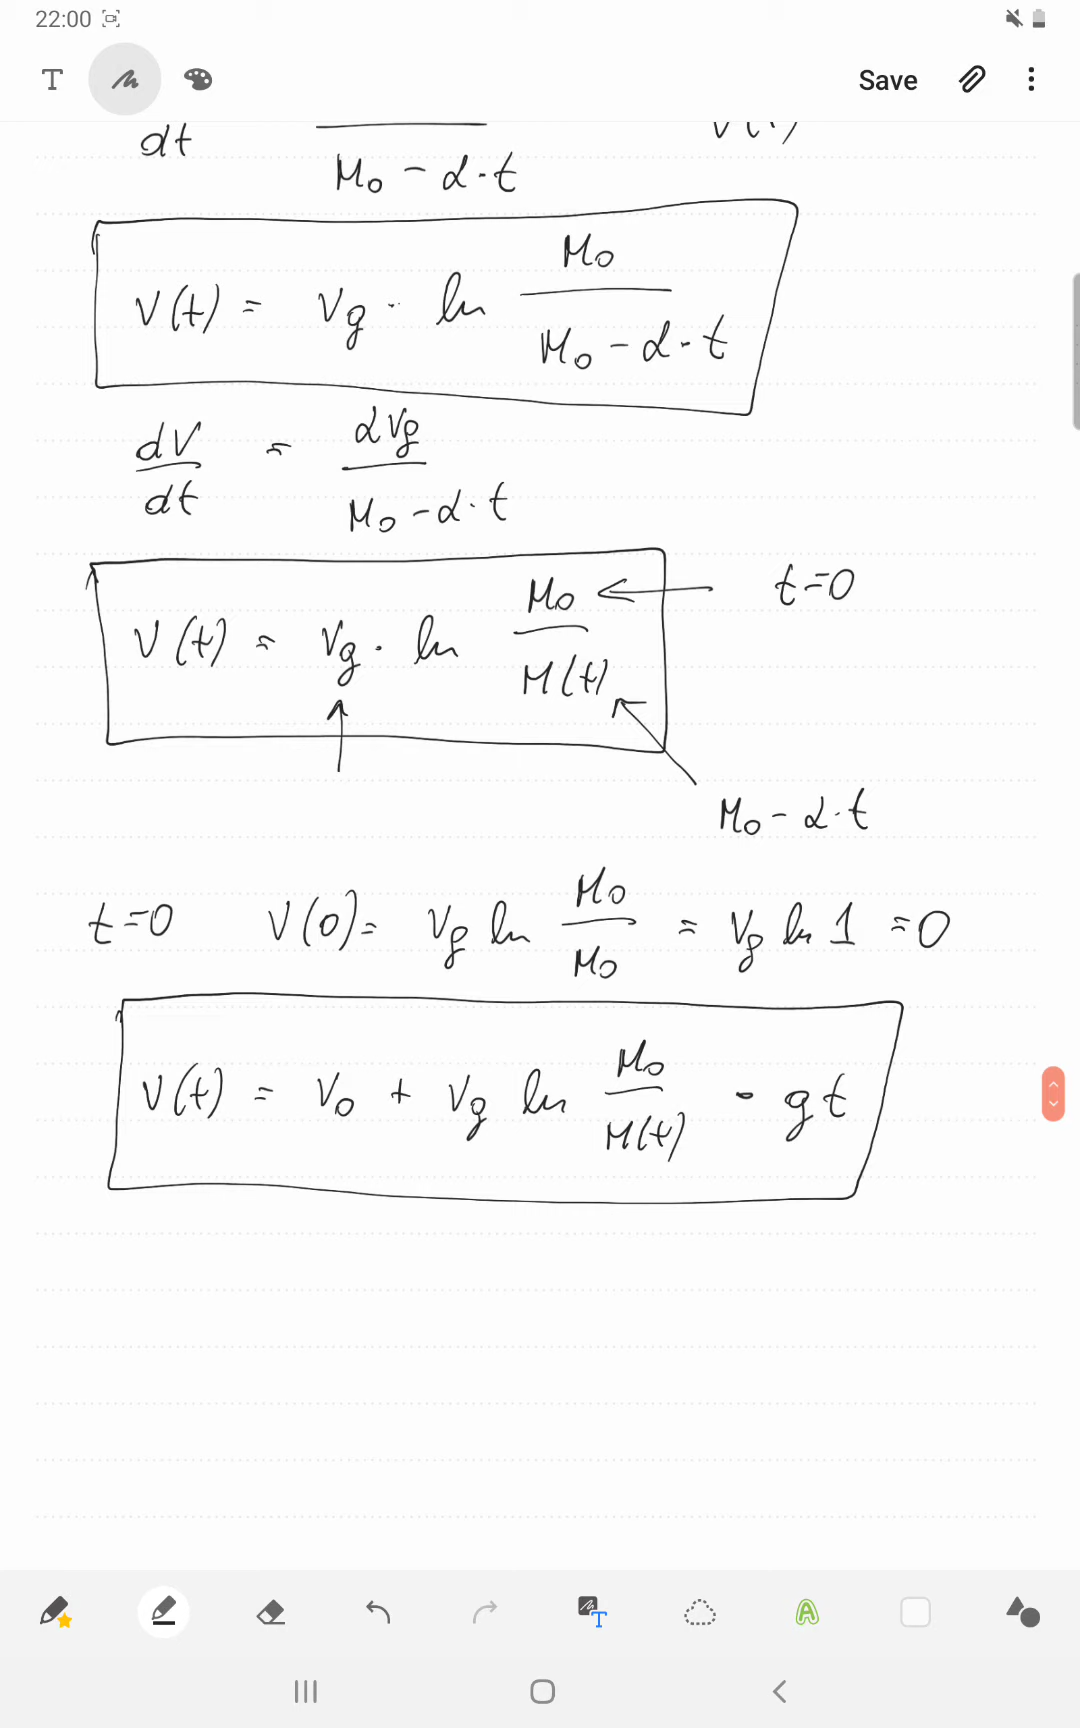 22:00
T Save
dt M₀ - α·t V(t)
V(t) = Vg · ln M₀ / (M₀ - α·t)
dV/dt = αVg / (M₀ - α·t)
V(t) = Vg · ln M₀ / M(t) ← t=0
M₀ - α·t
t=0 V(0) = Vg ln M₀/M₀ = Vg ln 1 = 0
V(t) = V₀ + Vg ln M₀/M(t) - gt
T
A